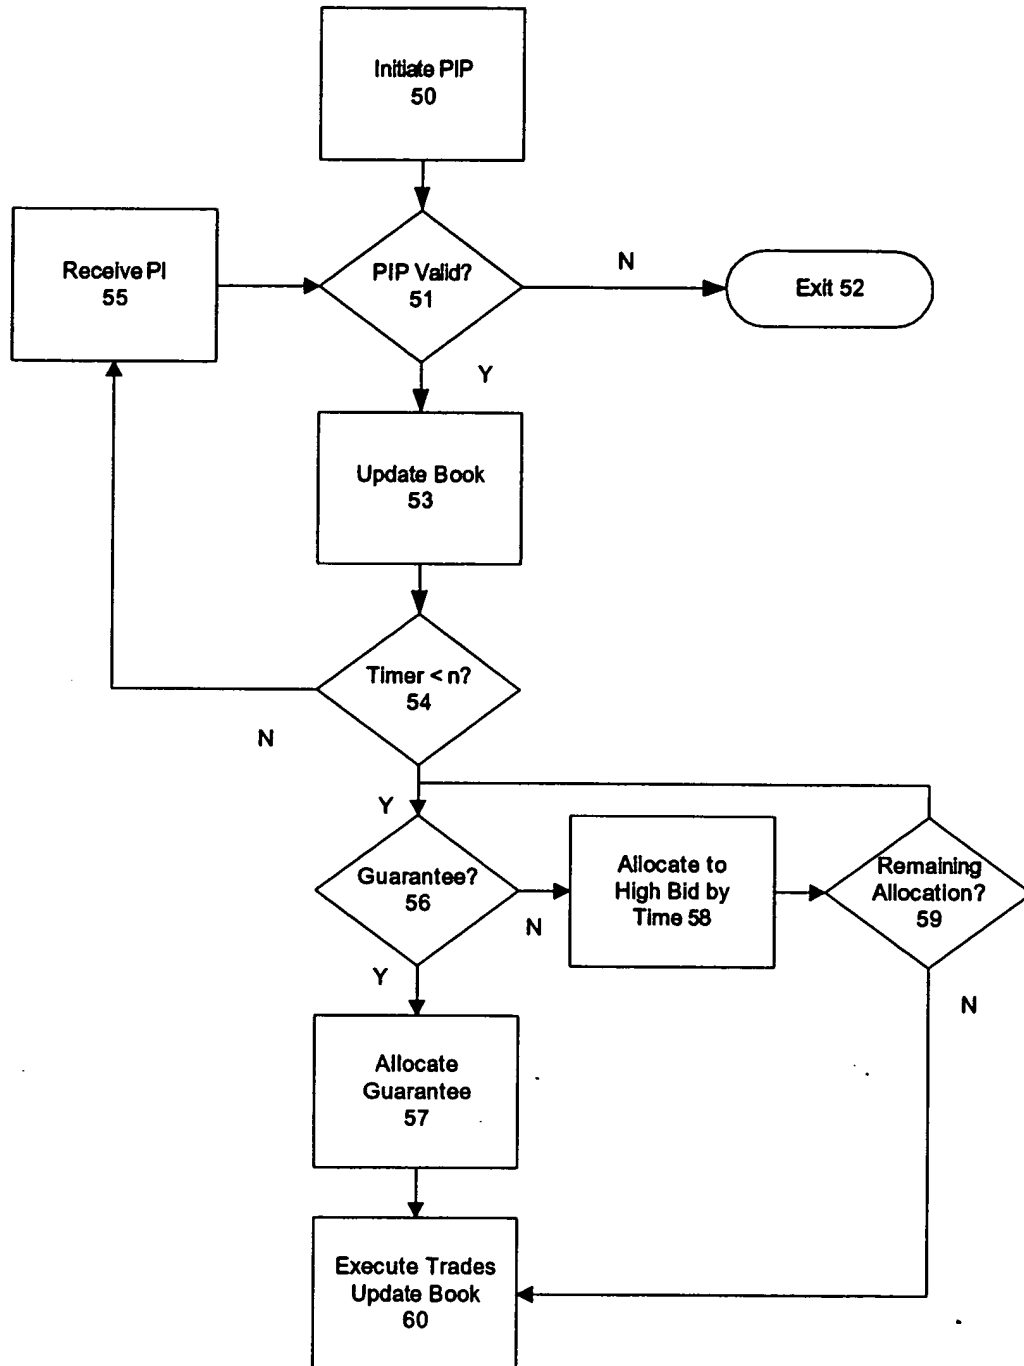 Initiate PIP
50
Receive PI
55
PIP Valid?
51
N
Exit 52
Y
Update Book
53
Timer < n?
54
N
Y
Guarantee?
56
N
Allocate to
High Bid by
Time 58
Remaining
Allocation?
59
Y
N
Allocate
Guarantee
57
Execute Trades
Update Book
60